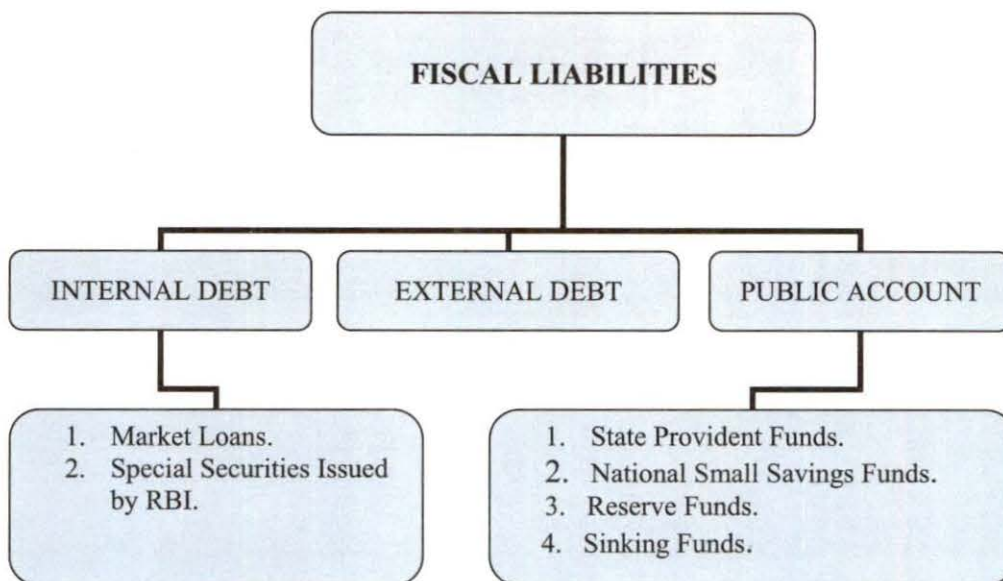 FISCAL LIABILITIES
INTERNAL DEBT
EXTERNAL DEBT
PUBLIC ACCOUNT
1. Market Loans.
2. Special Securities Issued
by RBI.
1. State Provident Funds.
2. National Small Savings Funds.
3. Reserve Funds.
4. Sinking Funds.